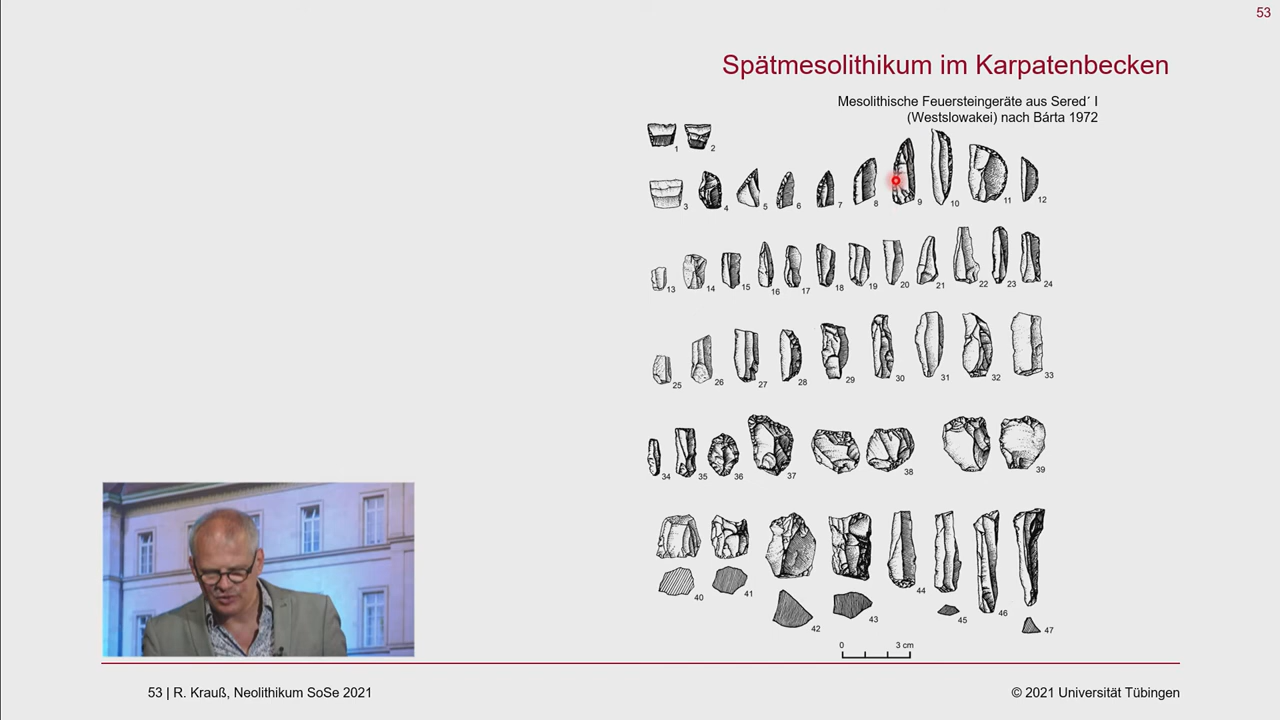 53
Spätmesolithikum im Karpatenbecken
Mesolithische Feuersteingeräte aus Sered´ I
(Westslowakei) nach Bárta 1972
1 2
3 4 5 6 7 8 9 10 11 12
13 14 15 16 17 18 19 20 21 22 23 24
25 26 27 28 29 30 31 32 33
34 35 36 37 38 39
40 41 42 43 44 45 46 47
0 3 cm
53 | R. Krauß, Neolithikum SoSe 2021
© 2021 Universität Tübingen